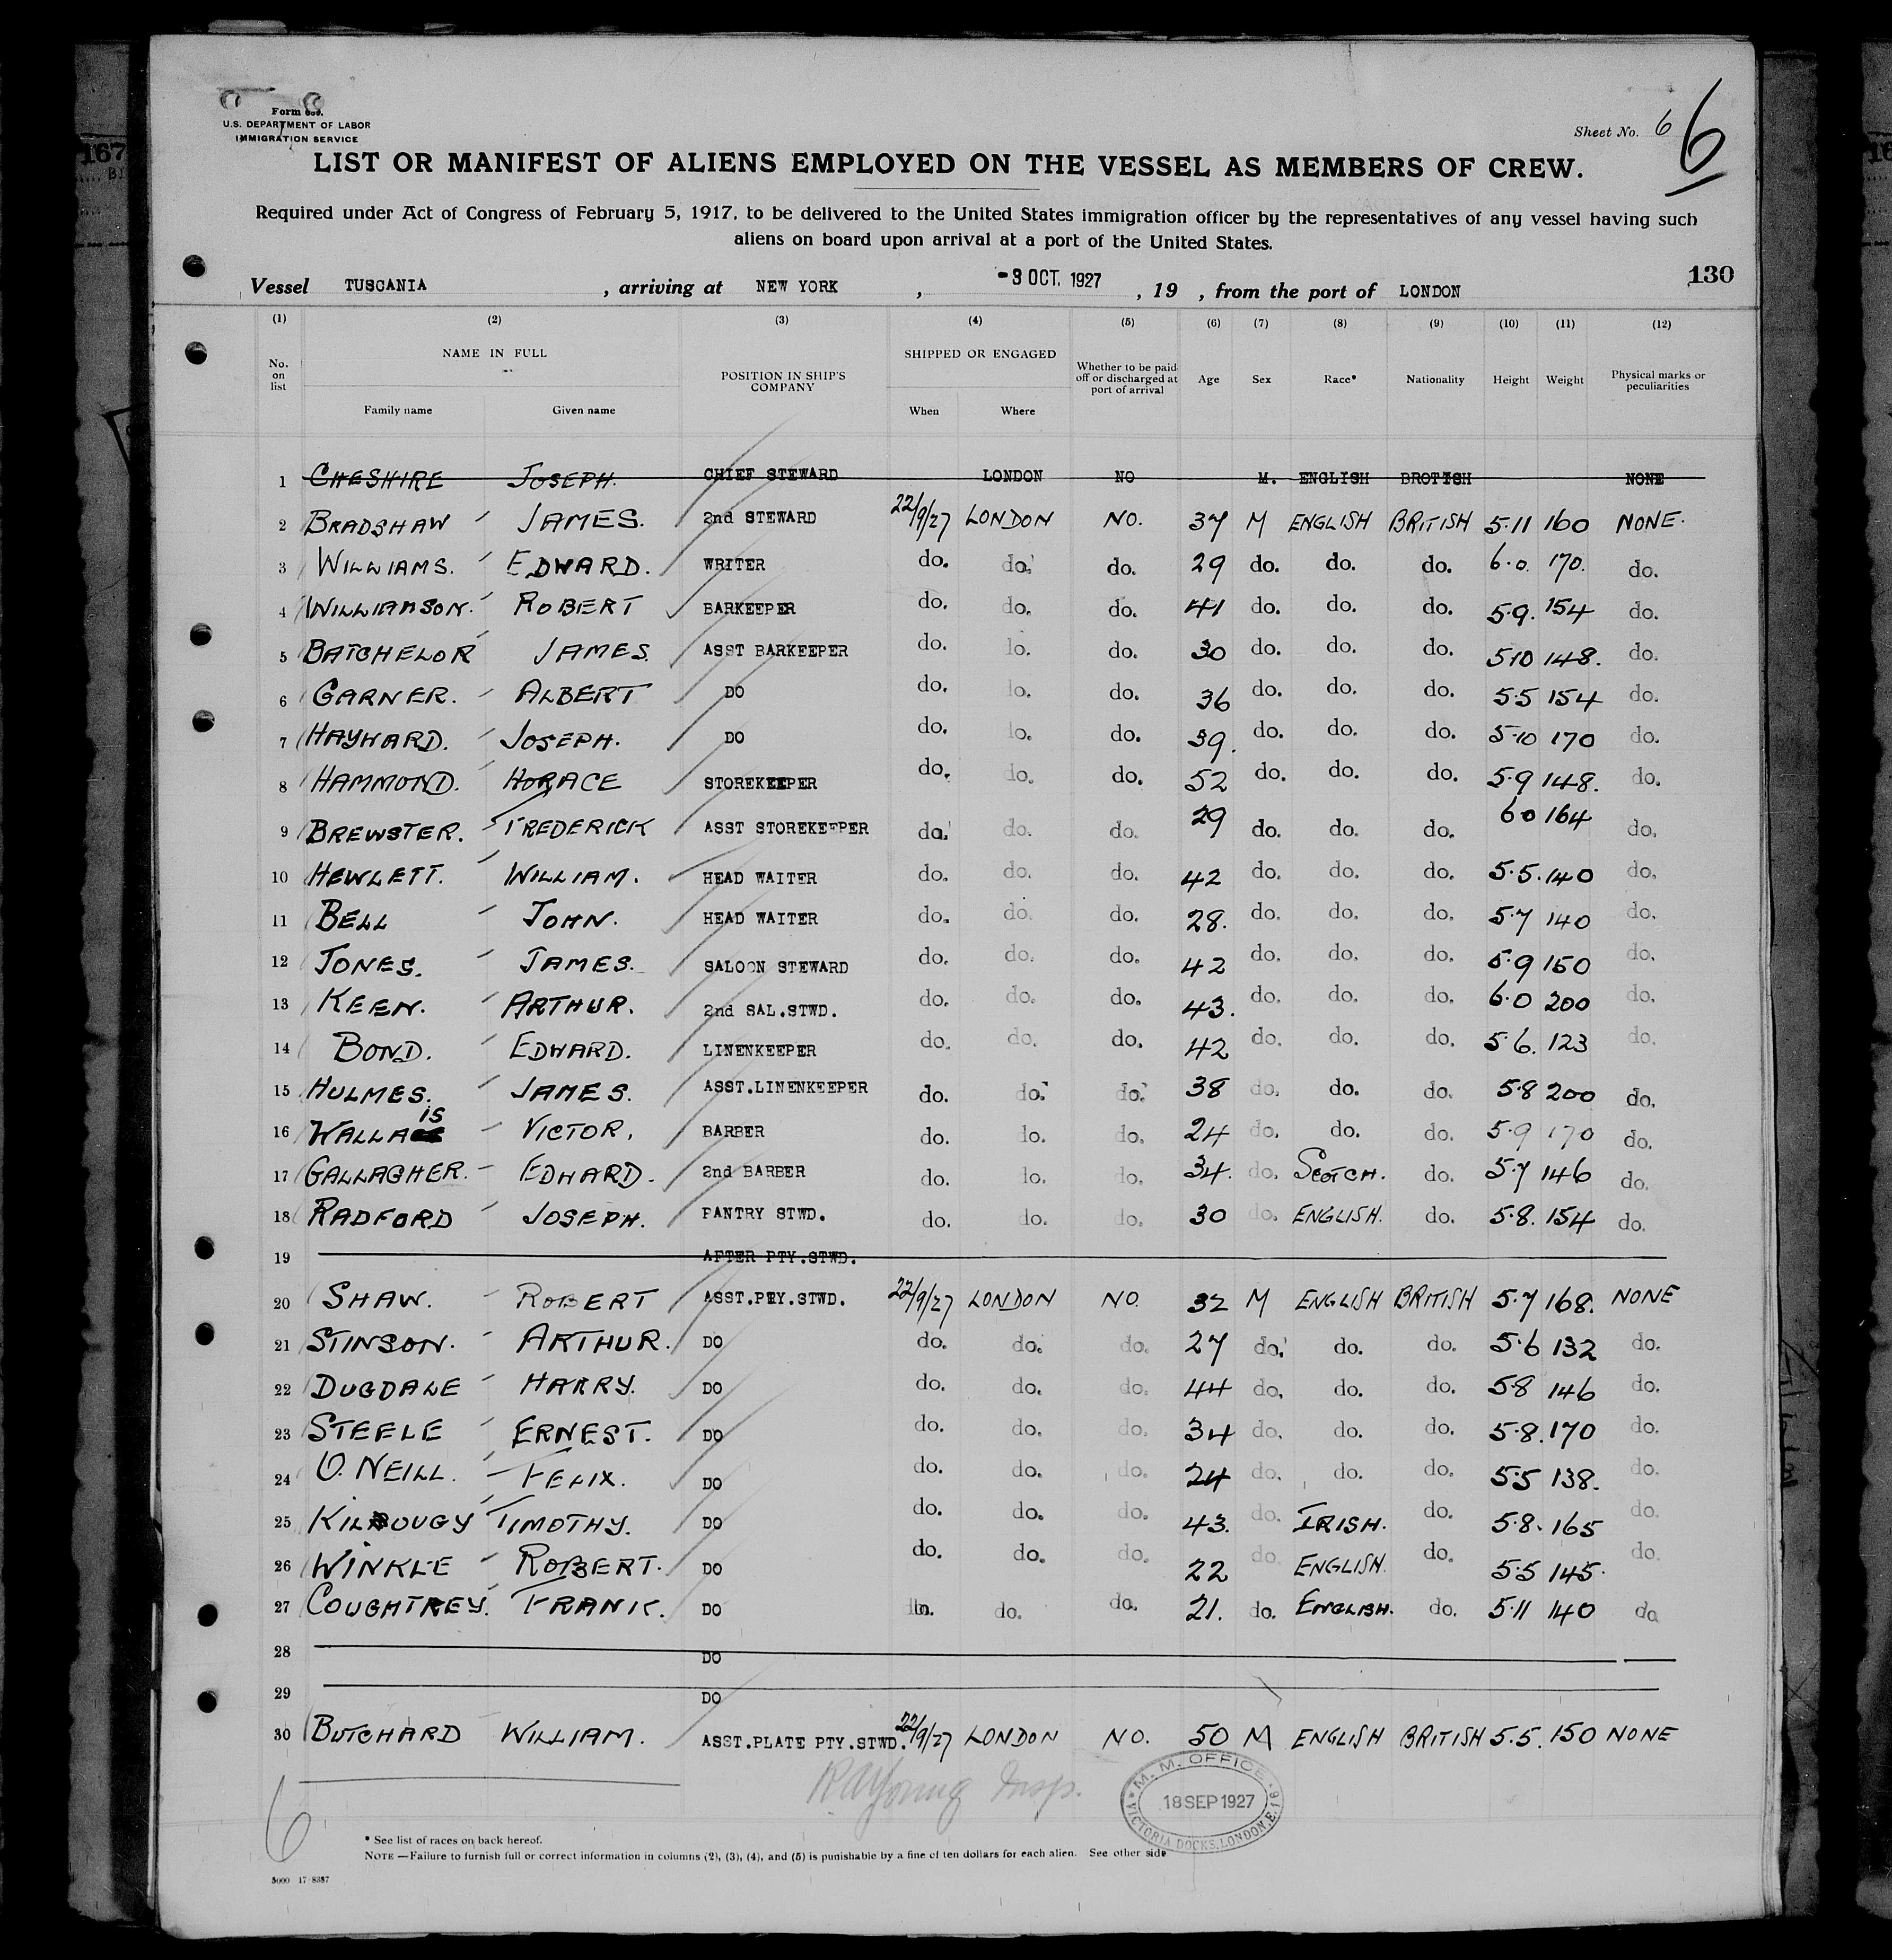 Form 689.
U.S. DEPARTMENT OF LABOR
IMMIGRATION SERVICE
Sheet No. 6
6
LIST OR MANIFEST OF ALIENS EMPLOYED ON THE VESSEL AS MEMBERS OF CREW.
Required under Act of Congress of February 5, 1917, to be delivered to the United States immigration officer by the representatives of any vessel having such
aliens on board upon arrival at a port of the United States.
130
Vessel TUSCANIA , arriving at NEW YORK , -3 OCT. 1927 , 19 , from the port of LONDON
(1) (2) (3) (4) (5) (6) (7) (8) (9) (10) (11) (12)
No. on list NAME IN FULL Family name Given name POSITION IN SHIP'S COMPANY SHIPPED OR ENGAGED When Where Whether to be paid off or discharged at port of arrival Age Sex Race* Nationality Height Weight Physical marks or peculiarities
1 CHESHIRE JOSEPH. CHIEF STEWARD LONDON NO M. ENGLISH BROTISH NONE
2 BRADSHAW JAMES. 2nd STEWARD 22/9/27 LONDON NO. 37 M ENGLISH BRITISH 5.11 160 NONE.
3 WILLIAMS. EDWARD. WRITER do. do. do. 29 do. do. do. 6.0. 170. do.
4 WILLIAMSON. ROBERT BARKEEPER do. do. do. 41 do. do. do. 5.9. 154 do.
5 BATCHELOR JAMES. ASST BARKEEPER do. do. do. 30 do. do. do. 5.10 148. do.
6 GARNER. ALBERT DO do. do. do. 36 do. do. do. 5.5 154 do.
7 HAYWARD. JOSEPH. DO do. do. do. 39. do. do. do. 5.10 170 do.
8 HAMMOND. HORACE STOREKEEPER do. do. do. 52 do. do. do. 5.9 148. do.
9 BREWSTER. FREDERICK ASST STOREKEEPER do. do. do. 29 do. do. do. 6.0 164 do.
10 HEWLETT. WILLIAM. HEAD WAITER do. do. do. 42 do. do. do. 5.5. 140 do.
11 BELL JOHN. HEAD WAITER do. do. do. 28. do. do. do. 5.7 140 do.
12 JONES. JAMES. SALOON STEWARD do. do. do. 42 do. do. do. 5.9 150 do.
13 KEEN. ARTHUR. 2nd SAL.STWD. do. do. do. 43. do. do. do. 6.0 200 do.
14 BOND. EDWARD. LINENKEEPER do. do. do. 42 do. do. do. 5.6. 123 do.
15 HULMES. JAMES. ASST.LINENKEEPER do. do. do. 38 do. do. do. 5.8 200 do.
16 WALLIS VICTOR. BARBER do. do. do. 24 do. do. do. 5.9 170 do.
17 GALLAGHER. EDWARD. 2nd BARBER do. do. do. 34. do. SCOTCH. do. 5.7 146 do.
18 RADFORD JOSEPH. PANTRY STWD. do. do. do. 30 do. ENGLISH. do. 5.8. 154 do.
19 AFTER PTY.STWD.
20 SHAW. ROBERT ASST.PTY.STWD. 22/9/27 LONDON NO. 32 M ENGLISH BRITISH 5.7 168. NONE
21 STINSON. ARTHUR. DO do. do. do. 27 do. do. do. 5.6 132 do.
22 DUGDALE HARRY. DO do. do. do. 44 do. do. do. 5.8 146 do.
23 STEELE ERNEST. DO do. do. do. 34 do. do. do. 5.8. 170 do.
24 O.NEILL. FELIX. DO do. do. do. 24 do. do. do. 5.5 138. do.
25 TIMOTHY. DO do. do. do. 43. do. IRISH. do. 5.8. 165 do.
26 WINKLE ROBERT. DO do. do. do. 22 do. ENGLISH. do. 5.5 145. do.
27 COUGHTREY. FRANK. DO do. do. do. 21. do. ENGLISH. do. 5.11 140 do
28 DO
29 DO
30 BUTCHARD WILLIAM. ASST.PLATE PTY.STWD. 22/9/27 LONDON NO. 50 M ENGLISH BRITISH 5.5. 150 NONE
Young Insp.
M. M. OFFICE
18 SEP 1927
VICTORIA DOCKS, LONDON, E.16
6
* See list of races on back hereof.
NOTE.—Failure to furnish full or correct information in columns (2), (3), (4), and (5) is punishable by a fine of ten dollars for each alien. See other side